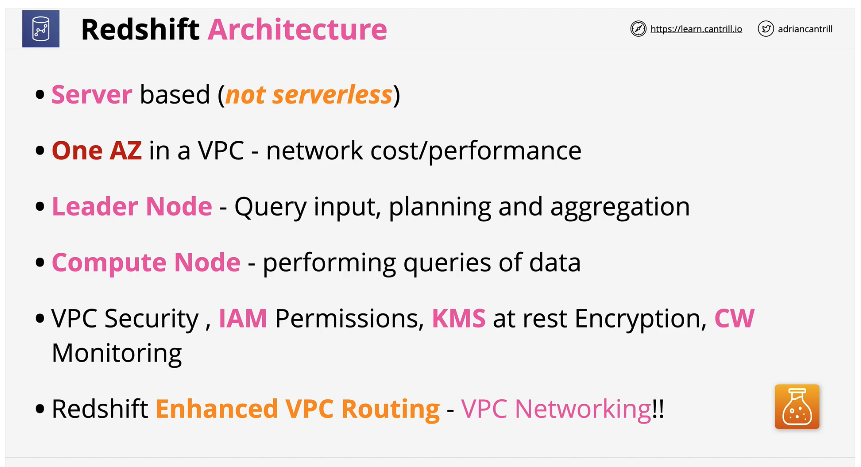 Redshift Architecture
https://learn.cantrill.io
adriancantrill
• Server based (not serverless)
• One AZ in a VPC - network cost/performance
• Leader Node - Query input, planning and aggregation
• Compute Node - performing queries of data
• VPC Security , IAM Permissions, KMS at rest Encryption, CW
Monitoring
• Redshift Enhanced VPC Routing - VPC Networking!!